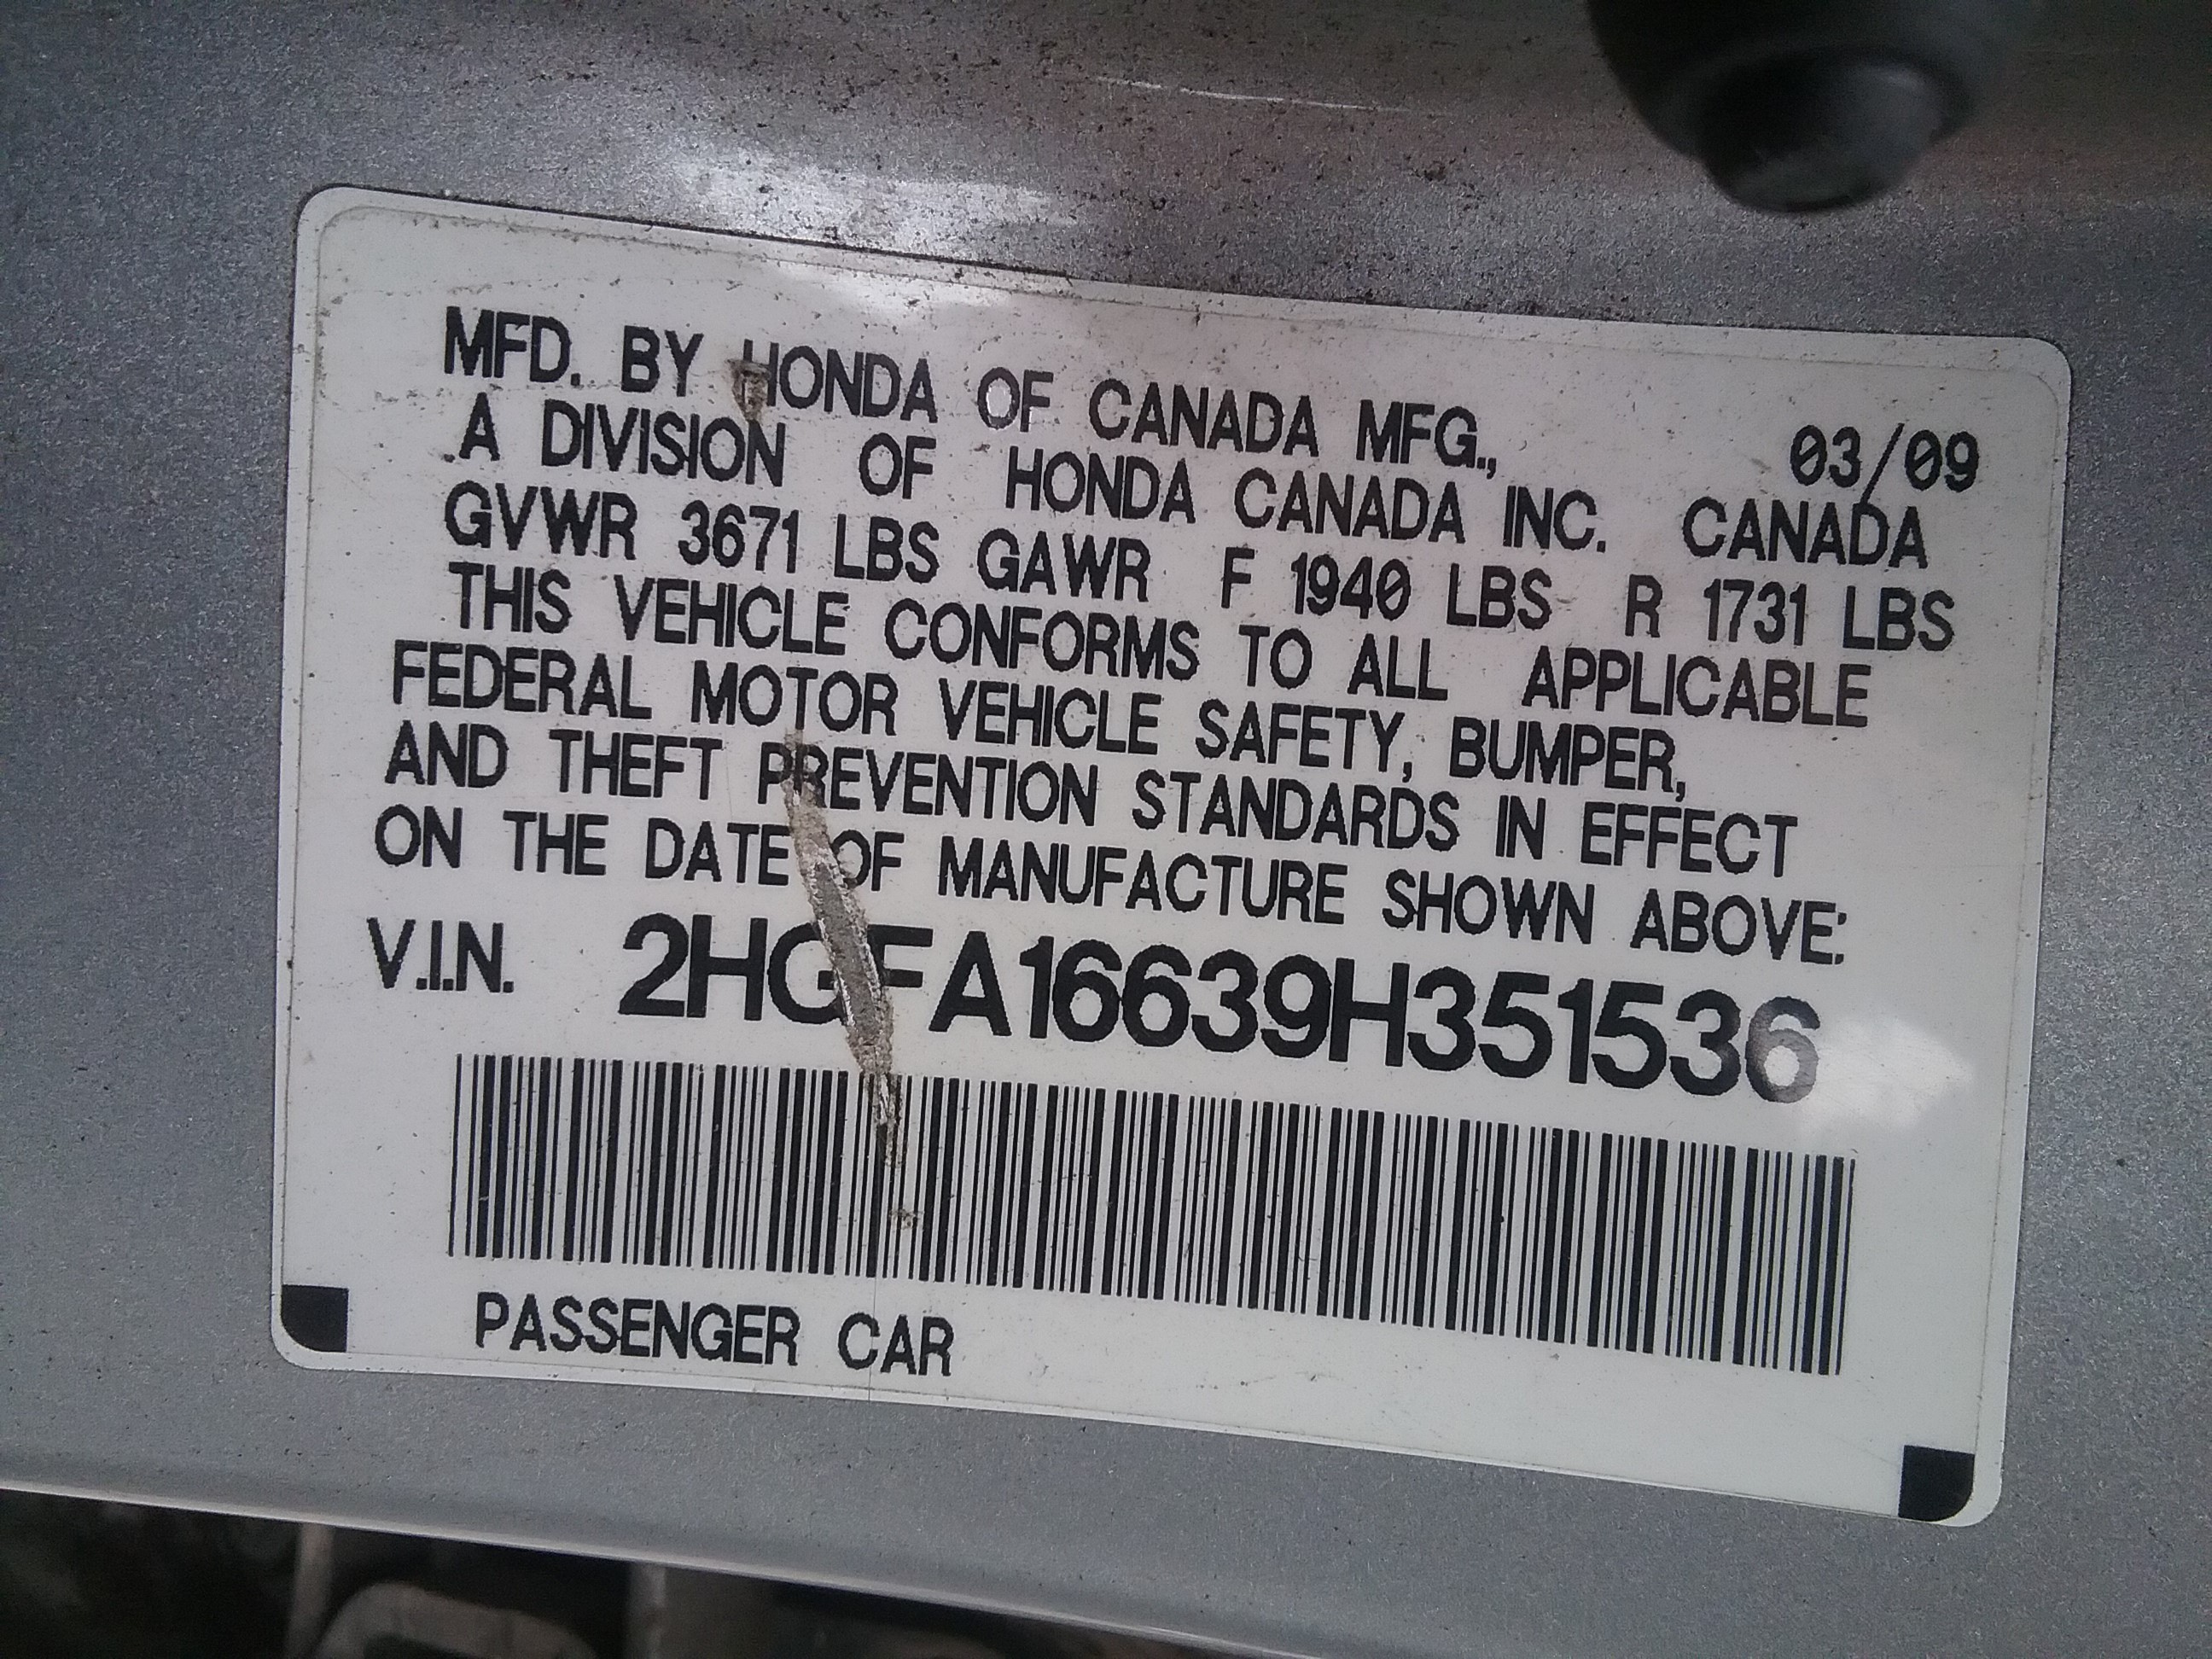 MFD. BY HONDA OF CANADA MFG., 03/09
A DIVISION OF HONDA CANADA INC. CANADA
GVWR 3671 LBS GAWR F 1940 LBS R 1731 LBS
THIS VEHICLE CONFORMS TO ALL APPLICABLE
FEDERAL MOTOR VEHICLE SAFETY, BUMPER,
AND THEFT PREVENTION STANDARDS IN EFFECT
ON THE DATE OF MANUFACTURE SHOWN ABOVE:
V.I.N. 2HGFA16639H351536
PASSENGER CAR